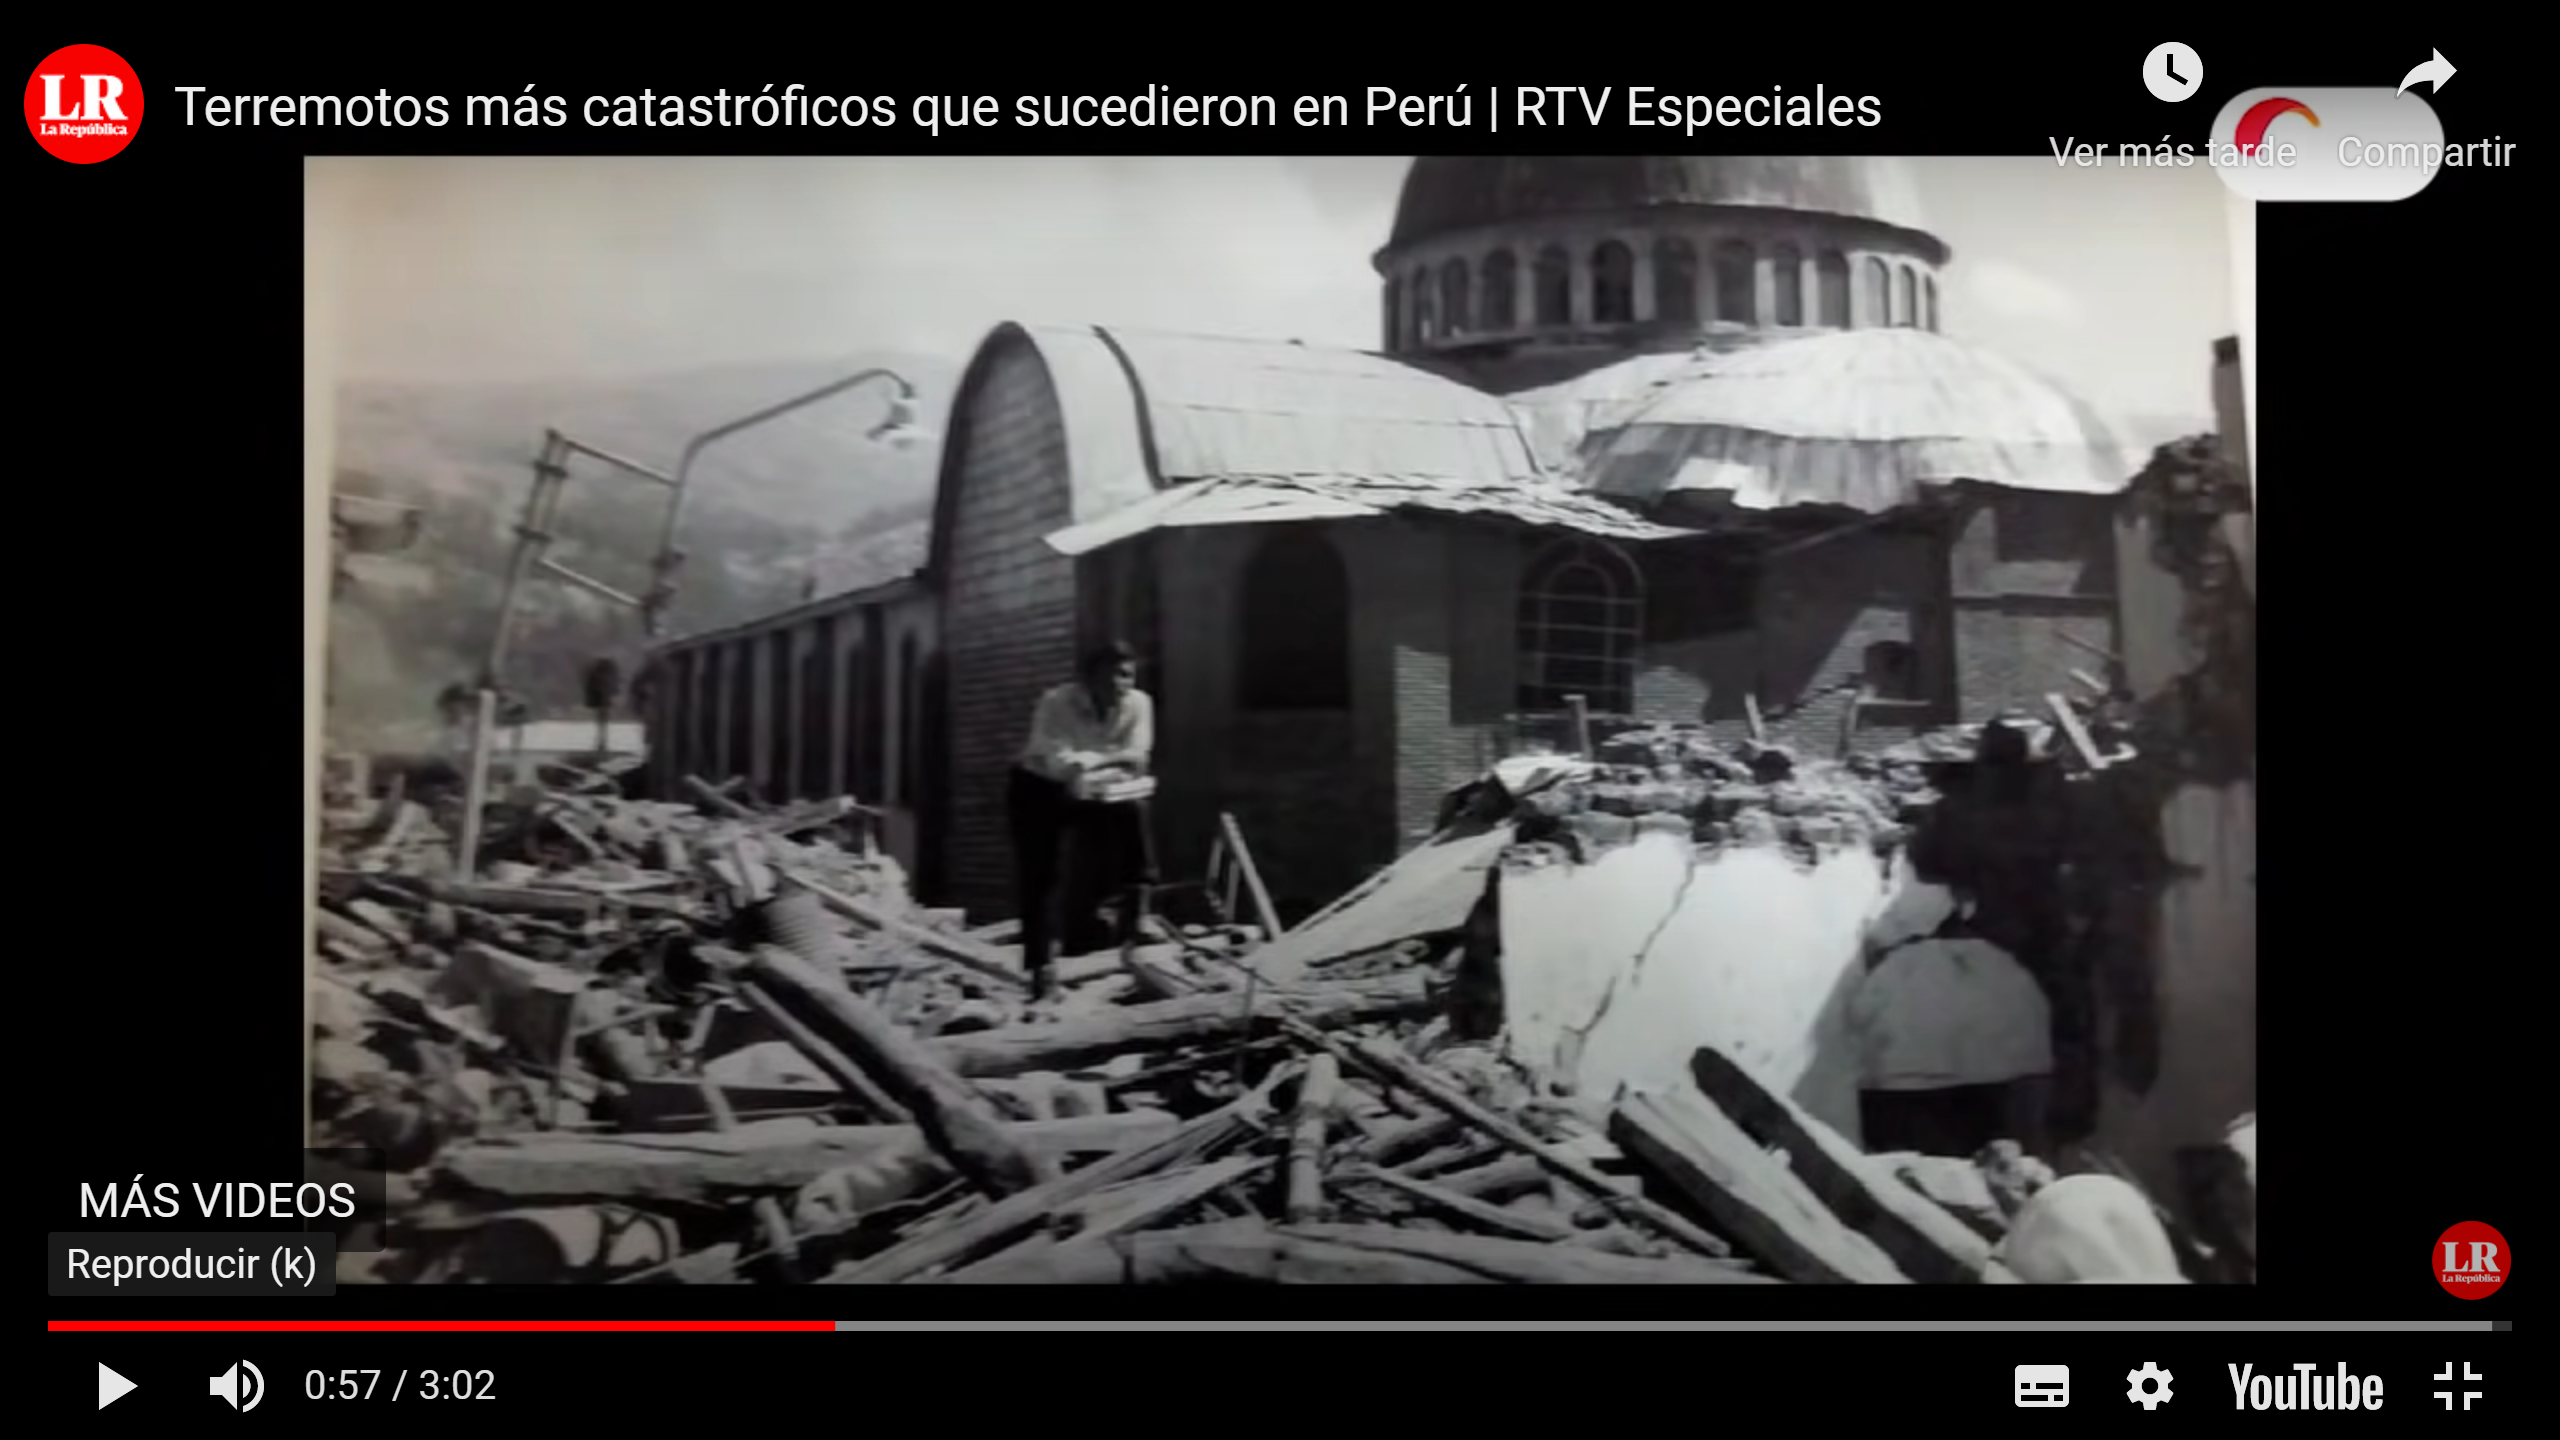 LR
La República
Terremotos más catastróficos que sucedieron en Perú | RTV Especiales
Ver más tarde
Compartir
MÁS VIDEOS
Reproducir (k)
LR
La República
0:57 / 3:02
YouTube